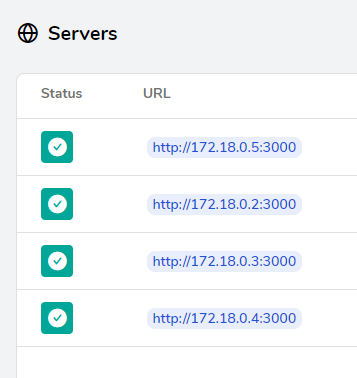 Servers
Status URL
http://172.18.0.5:3000
http://172.18.0.2:3000
http://172.18.0.3:3000
http://172.18.0.4:3000